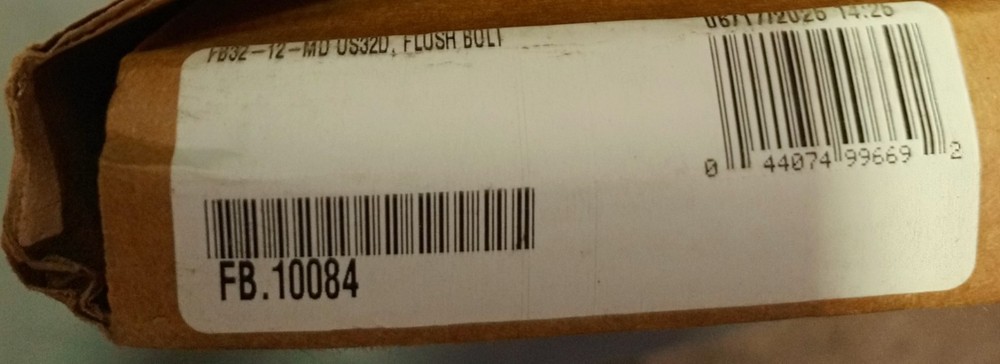 FB32-12-MD US32D, FLUSH BOLT
06/17/2026 14:26
0 44074 99669 2
FB.10084